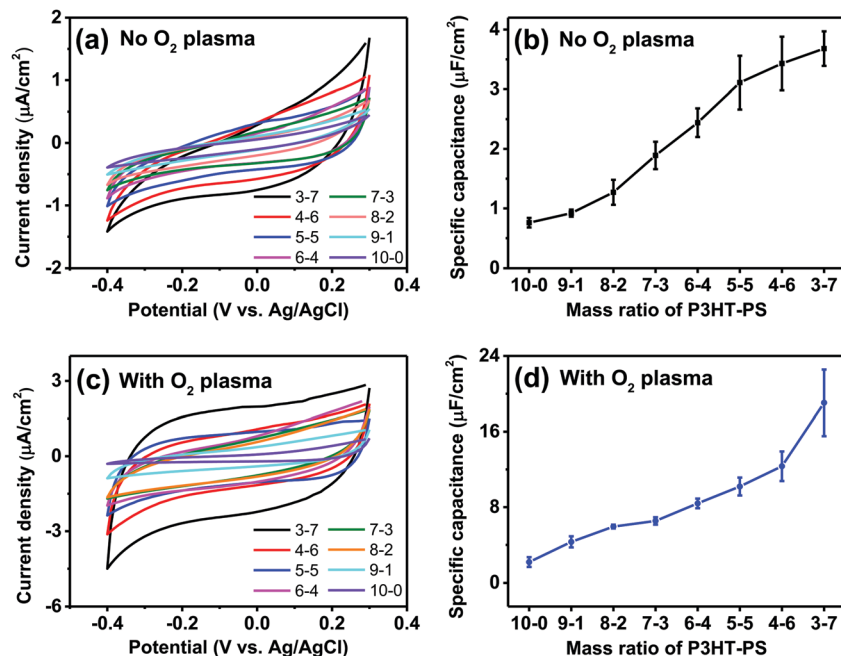 (a) No O₂ plasma
Current density (μA/cm²)
2
1
0
-1
-2
3-7 7-3
4-6 8-2
5-5 9-1
6-4 10-0
-0.4 -0.2 0.0 0.2 0.4
Potential (V vs. Ag/AgCl)
(b) No O₂ plasma
Specific capacitance (μF/cm²)
4
3
2
1
0
10-0 9-1 8-2 7-3 6-4 5-5 4-6 3-7
Mass ratio of P3HT-PS
(c) With O₂ plasma
Current density (μA/cm²)
3
0
-3
-6
3-7 7-3
4-6 8-2
5-5 9-1
6-4 10-0
-0.4 -0.2 0.0 0.2 0.4
Potential (V vs. Ag/AgCl)
(d) With O₂ plasma
Specific capacitance (μF/cm²)
24
18
12
6
0
10-0 9-1 8-2 7-3 6-4 5-5 4-6 3-7
Mass ratio of P3HT-PS